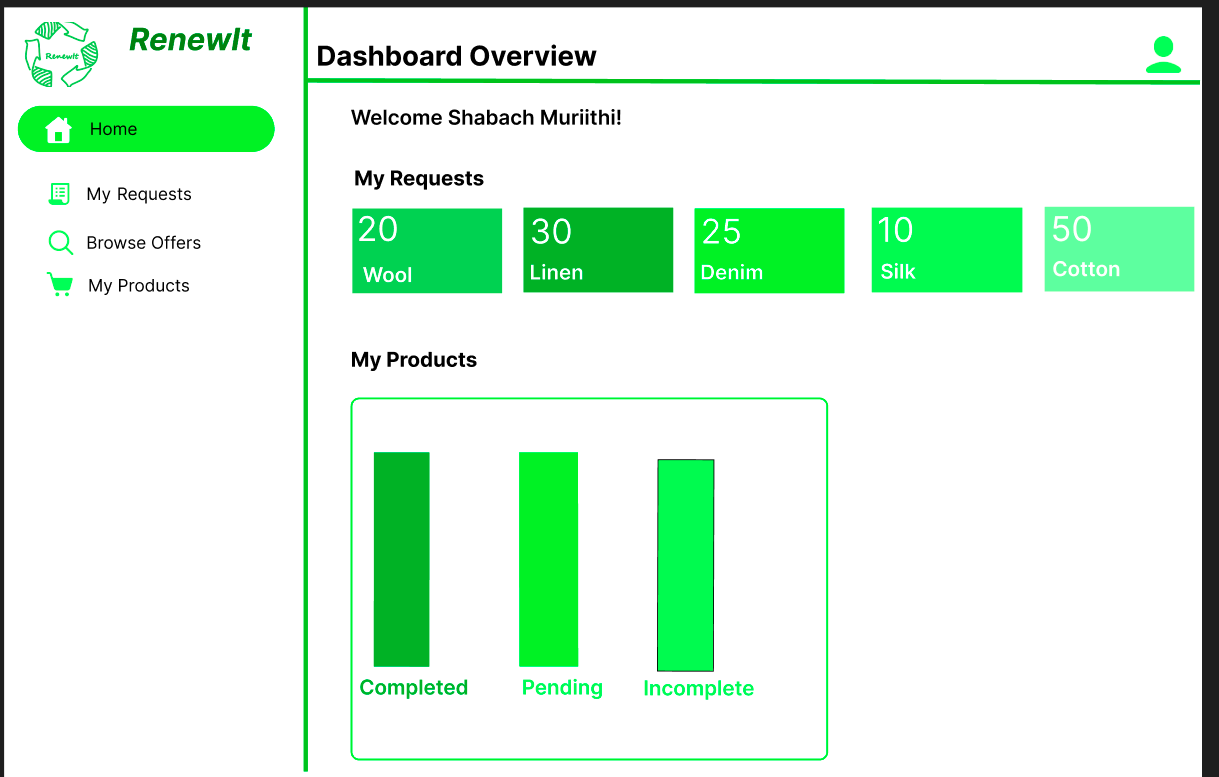 RenewIt
RenewIt
Home
My Requests
Browse Offers
My Products
Dashboard Overview
Welcome Shabach Muriithi!
My Requests
20
Wool
30
Linen
25
Denim
10
Silk
50
Cotton
My Products
Completed
Pending
Incomplete